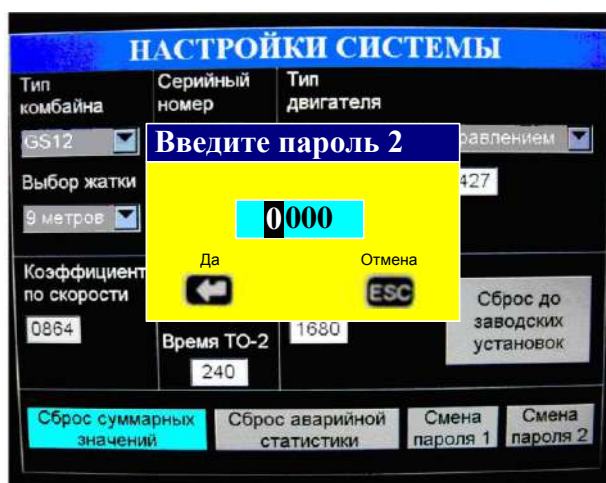 НАСТРОЙКИ СИСТЕМЫ
Тип
комбайна
Серийный
номер
Тип
двигателя
GS12
Введите пароль 2
равлением
Выбор жатки
427
9 метров
0000
Да
Отмена
ESC
Коэффициент
по скорости
0864
Время ТО-2
240
1680
Сброс до
заводских
установок
Сброс суммарных
значений
Сброс аварийной
статистики
Смена
пароля 1
Смена
пароля 2